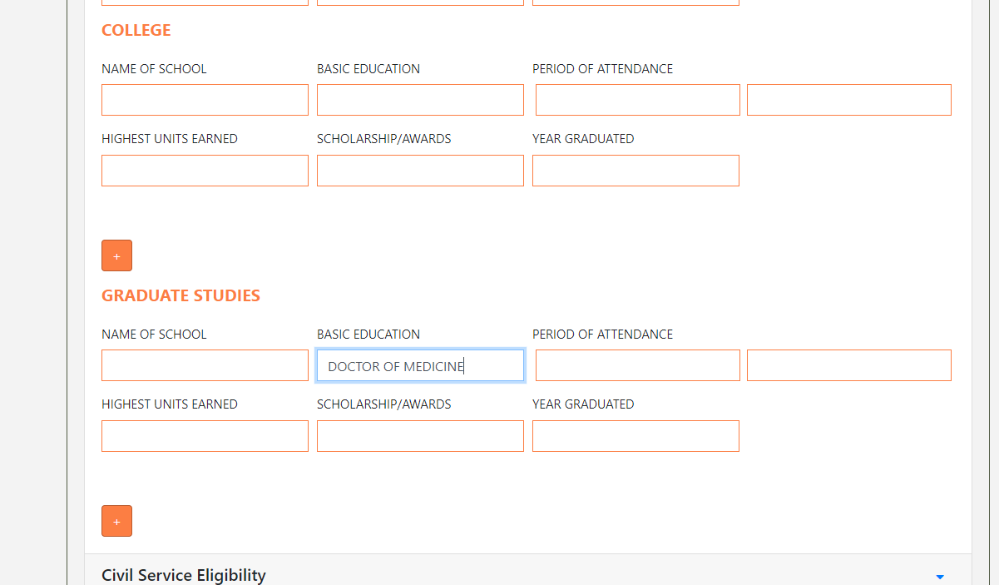 COLLEGE
NAME OF SCHOOL BASIC EDUCATION PERIOD OF ATTENDANCE
HIGHEST UNITS EARNED SCHOLARSHIP/AWARDS YEAR GRADUATED
+
GRADUATE STUDIES
NAME OF SCHOOL BASIC EDUCATION PERIOD OF ATTENDANCE
DOCTOR OF MEDICINE
HIGHEST UNITS EARNED SCHOLARSHIP/AWARDS YEAR GRADUATED
+
Civil Service Eligibility